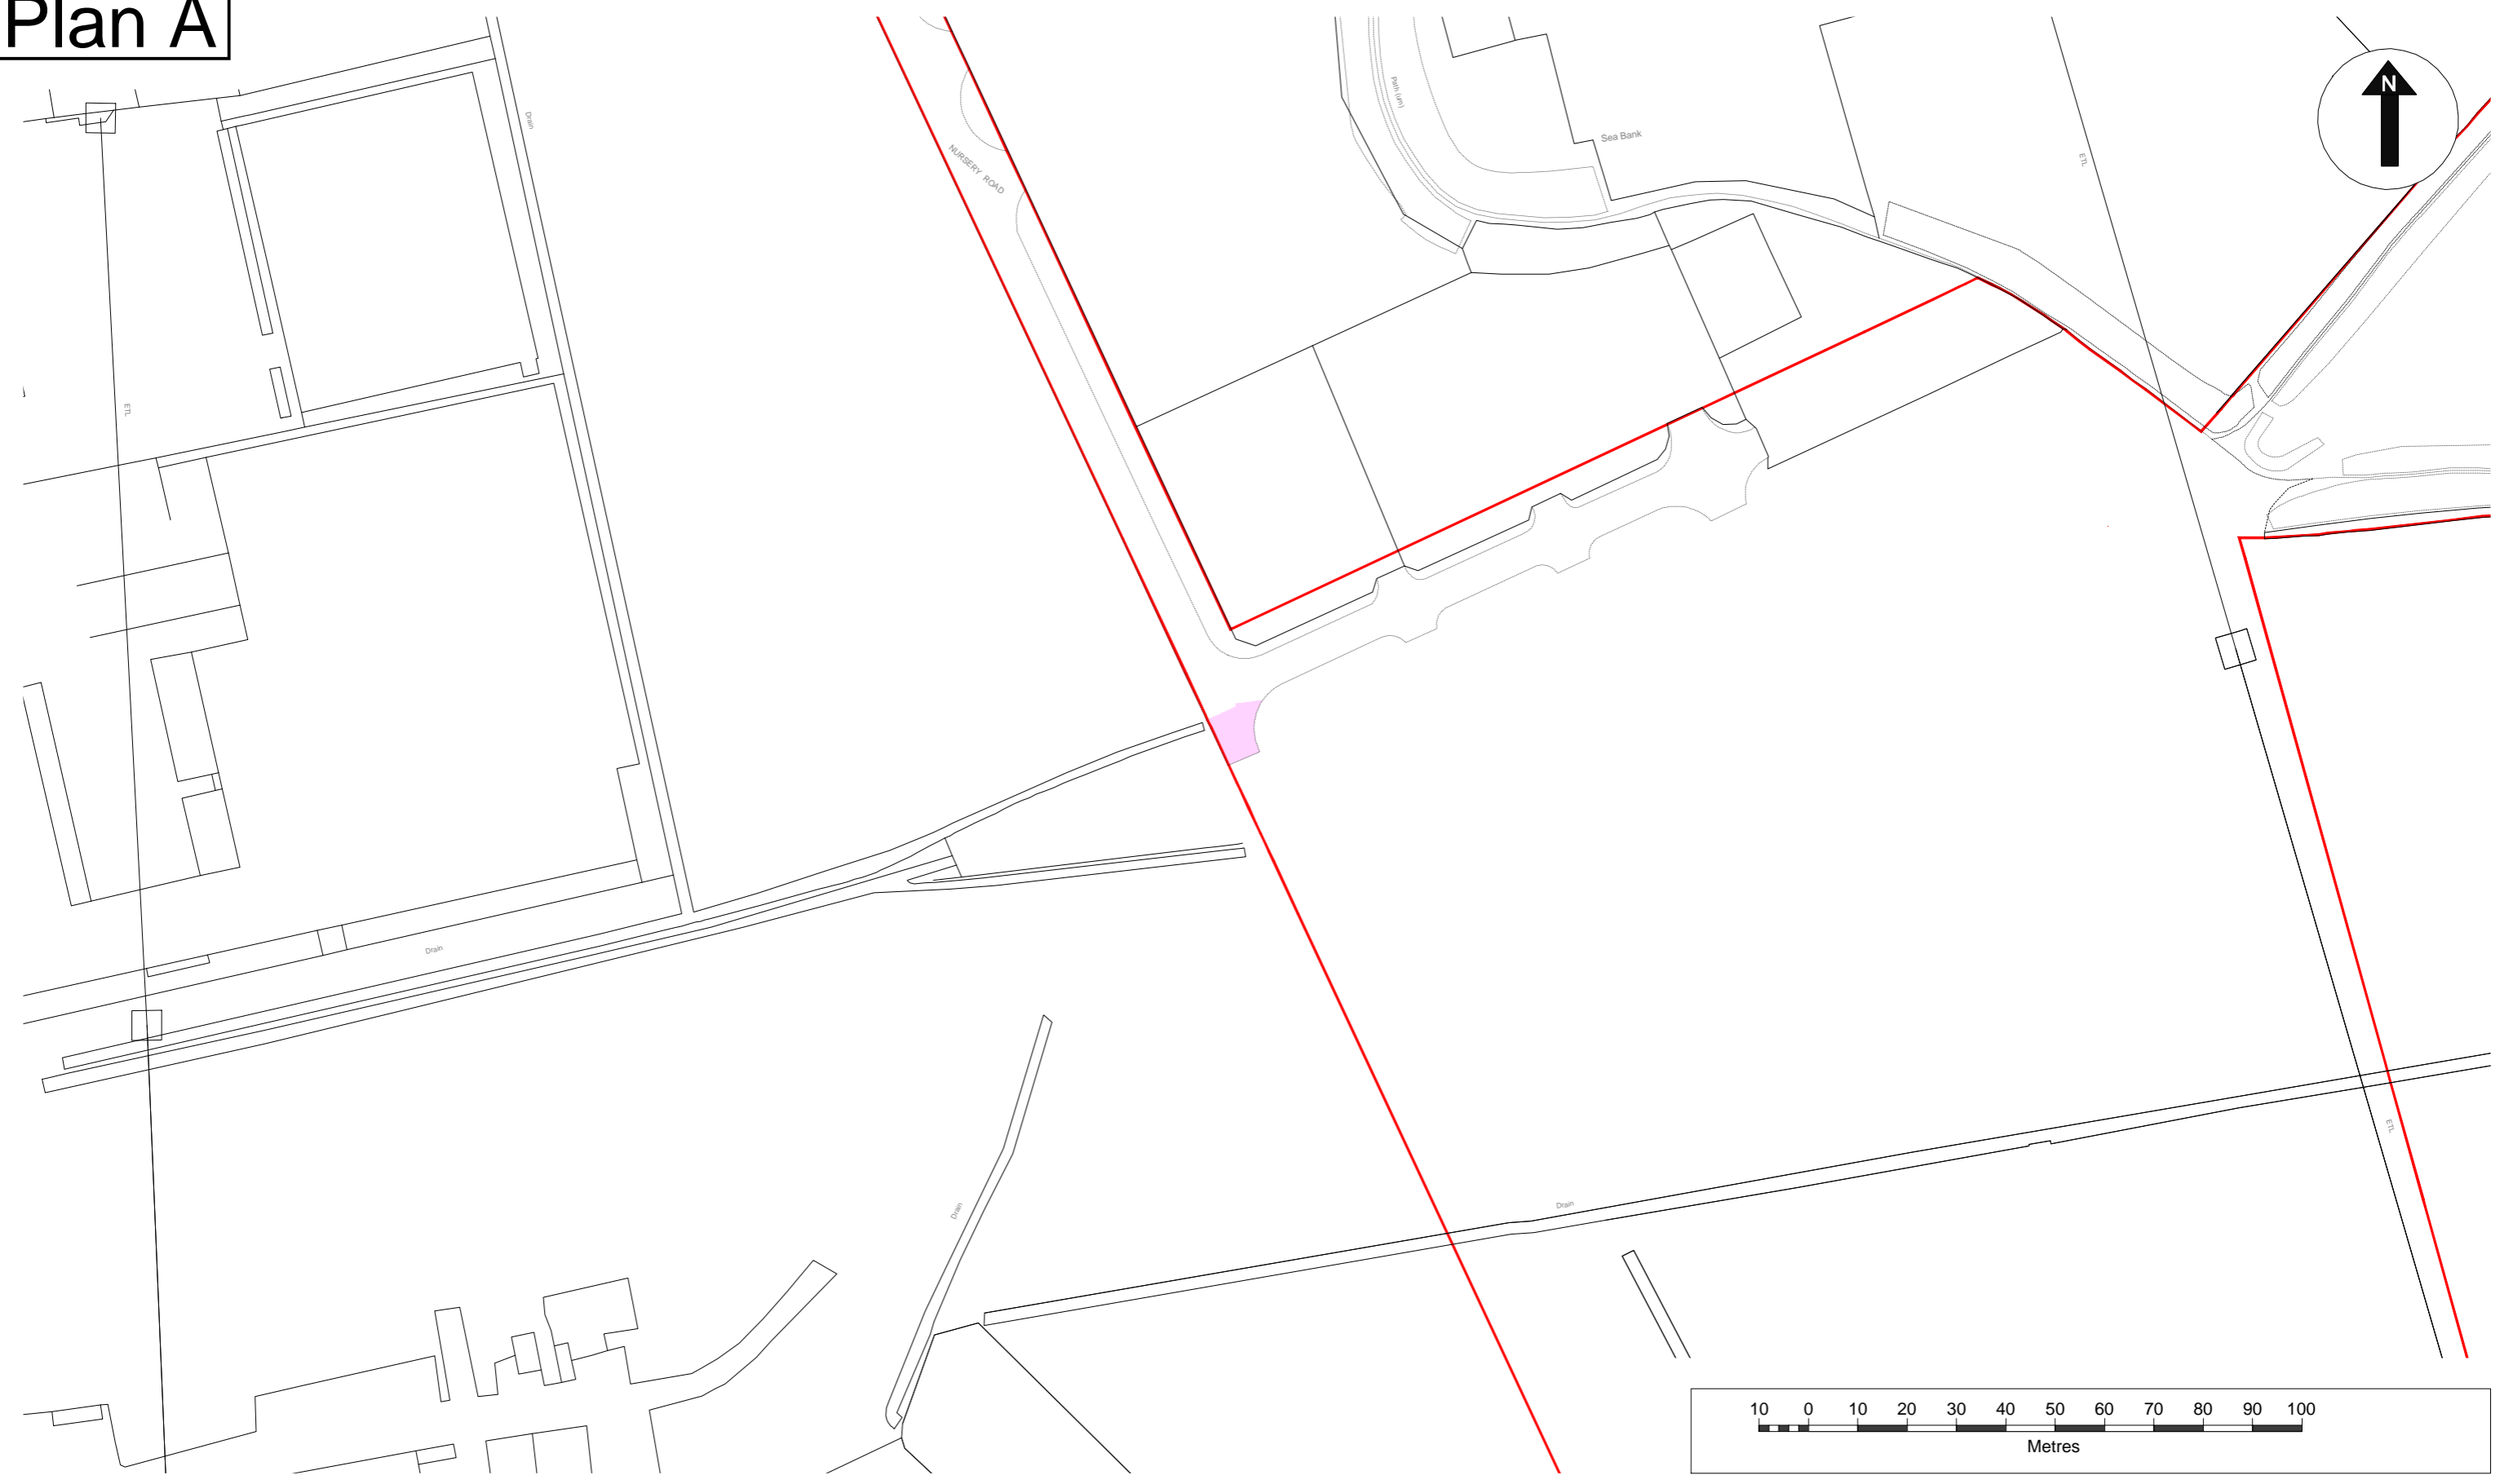 Plan A
N
Drain
Path (um)
Sea Bank
NURSERY ROAD
ETL
ETL
Drain
ETL
Drain
Drain
10 0 10 20 30 40 50 60 70 80 90 100
Metres